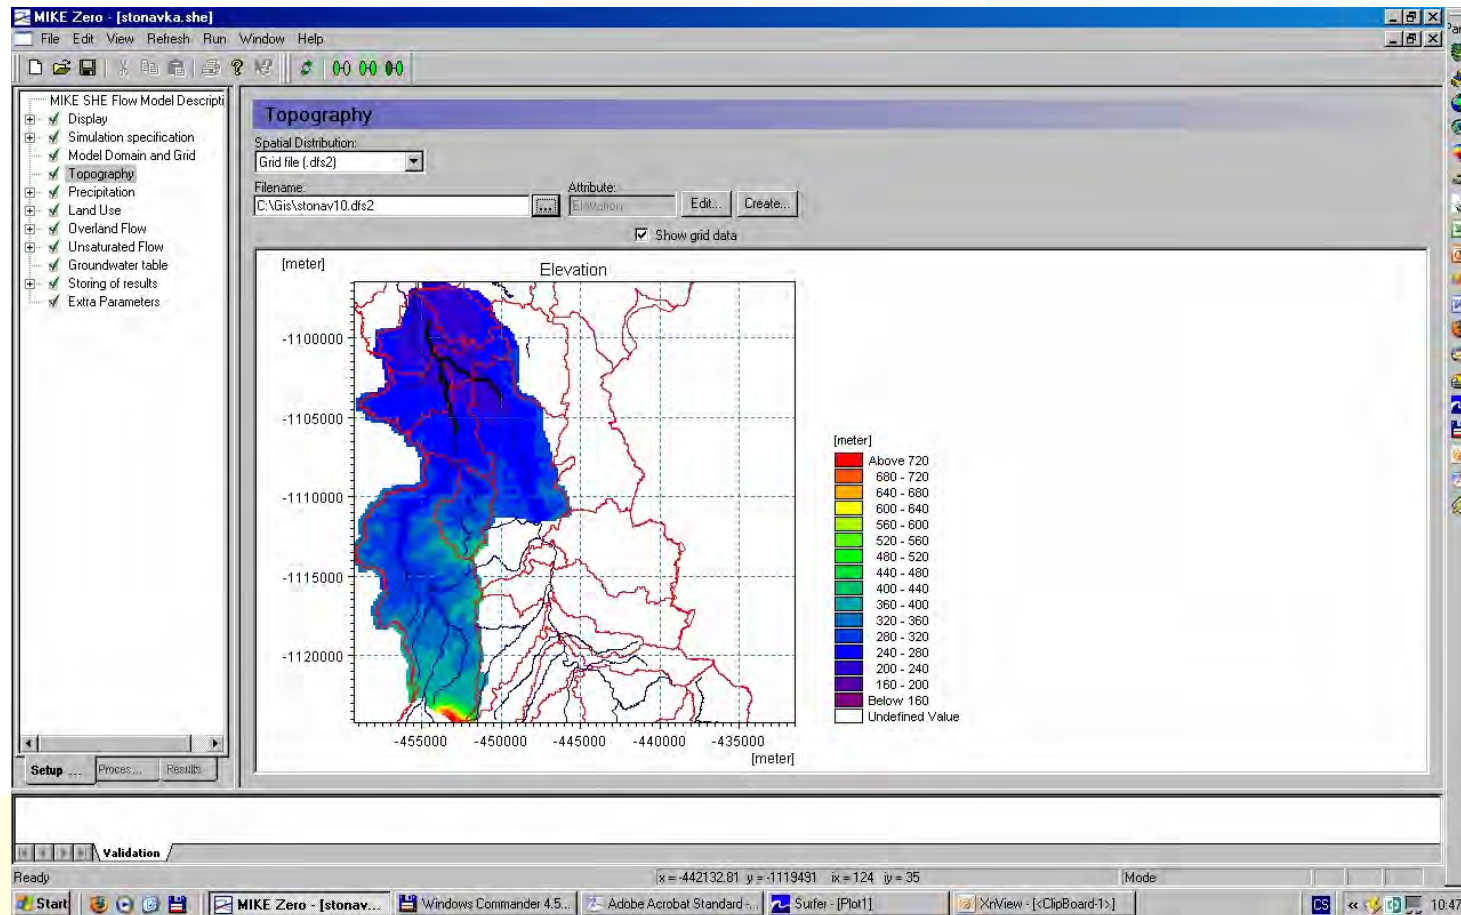 MIKE Zero - [stonavka.she]
File Edit View Refresh Run Window Help
MIKE SHE Flow Model Descripti
Display
Simulation specification
Model Domain and Grid
Topography
Precipitation
Land Use
Overland Flow
Unsaturated Flow
Groundwater table
Storing of results
Extra Parameters
Setup ... Proces... Results
Topography
Spatial Distribution:
Grid file (.dfs2)
Filename: Attribute:
C:\Gis\stonav10.dfs2 ... Elevation Edit... Create...
Show grid data
[meter]
Elevation
-1100000
-1105000
-1110000
-1115000
-1120000
-455000 -450000 -445000 -440000 -435000
[meter]
[meter]
Above 720
680 - 720
640 - 680
600 - 640
560 - 600
520 - 560
480 - 520
440 - 480
400 - 440
360 - 400
320 - 360
280 - 320
240 - 280
200 - 240
160 - 200
Below 160
Undefined Value
Validation
Ready x = -442132.81 y = -1119491 ix = 124 iy = 35 Mode
Start MIKE Zero - [stonav... Windows Commander 4.5... Adobe Acrobat Standard -... Surfer - [Plot1] XnView - [<ClipBoard-1>] CS « 10:47